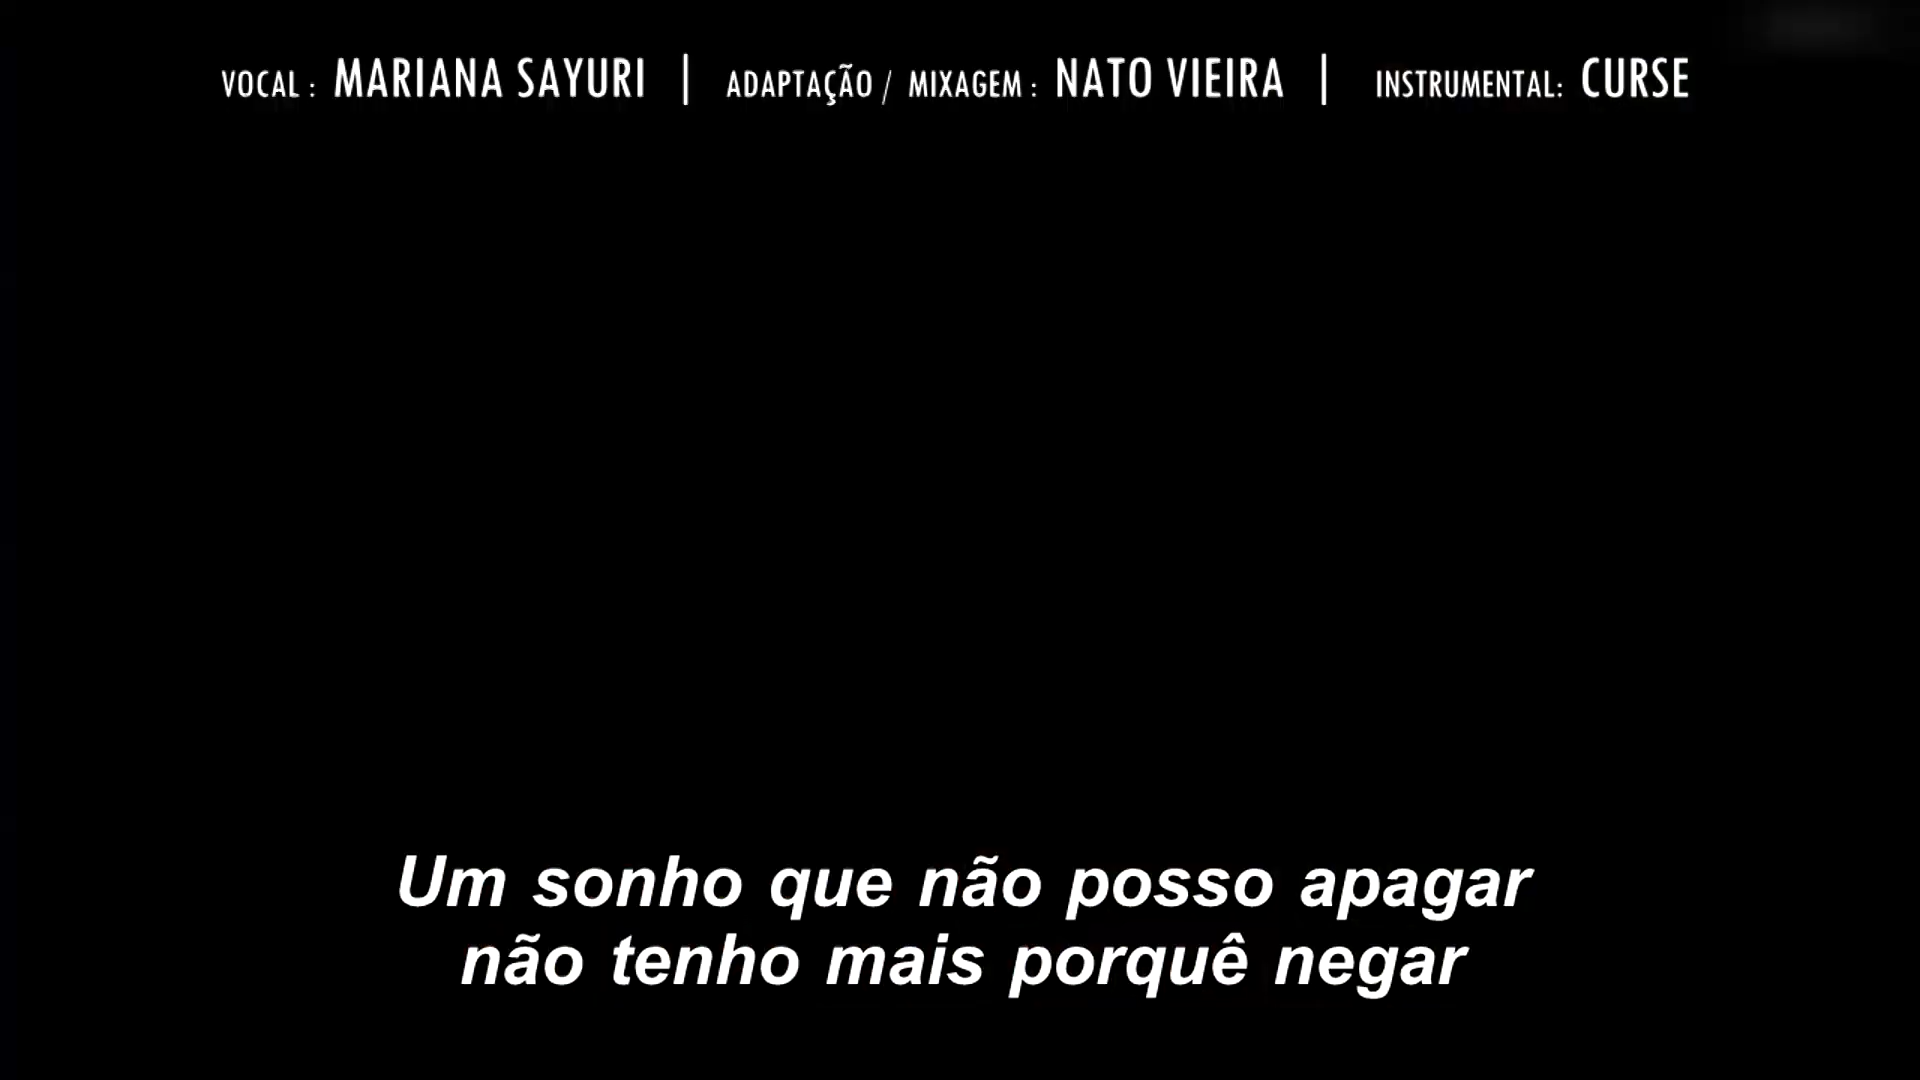 VOCAL : MARIANA SAYURI | ADAPTAÇÃO / MIXAGEM : NATO VIEIRA | INSTRUMENTAL: CURSE
Um sonho que não posso apagar
não tenho mais porquê negar